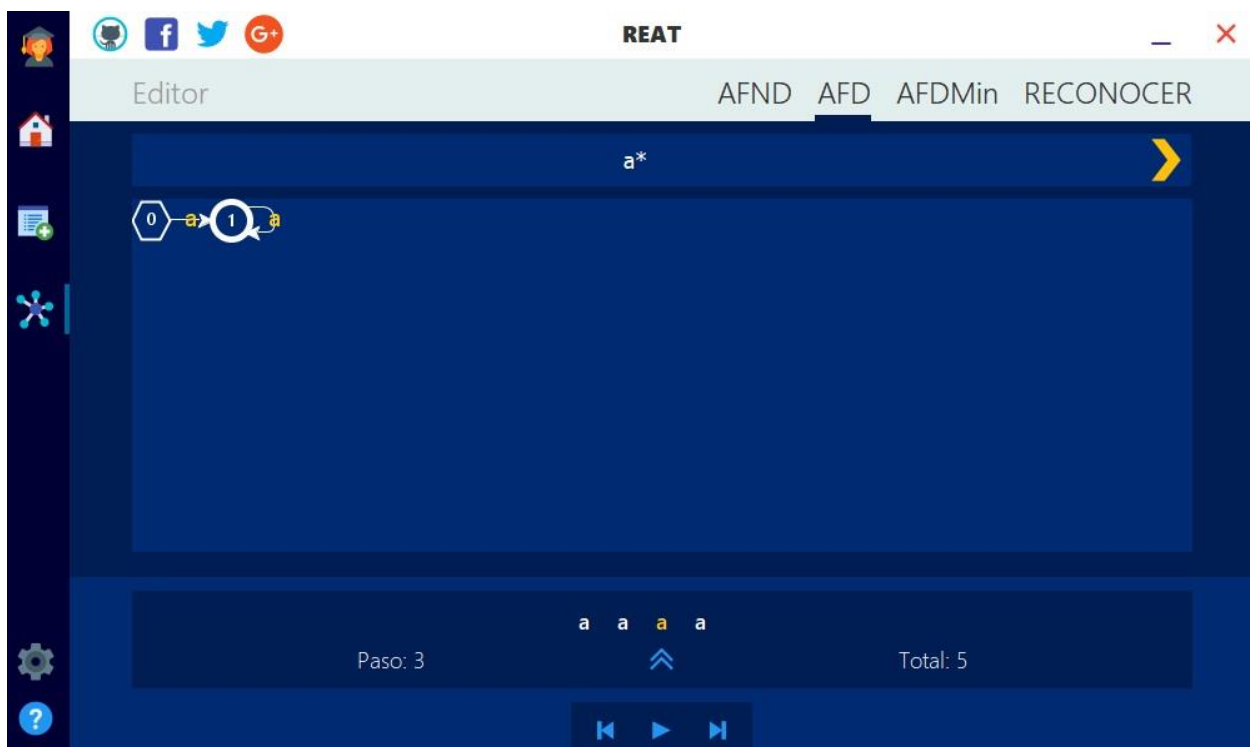 REAT
Editor AFND AFD AFDMin RECONOCER
a*
0 a 1 a
a a a a
Paso: 3 Total: 5